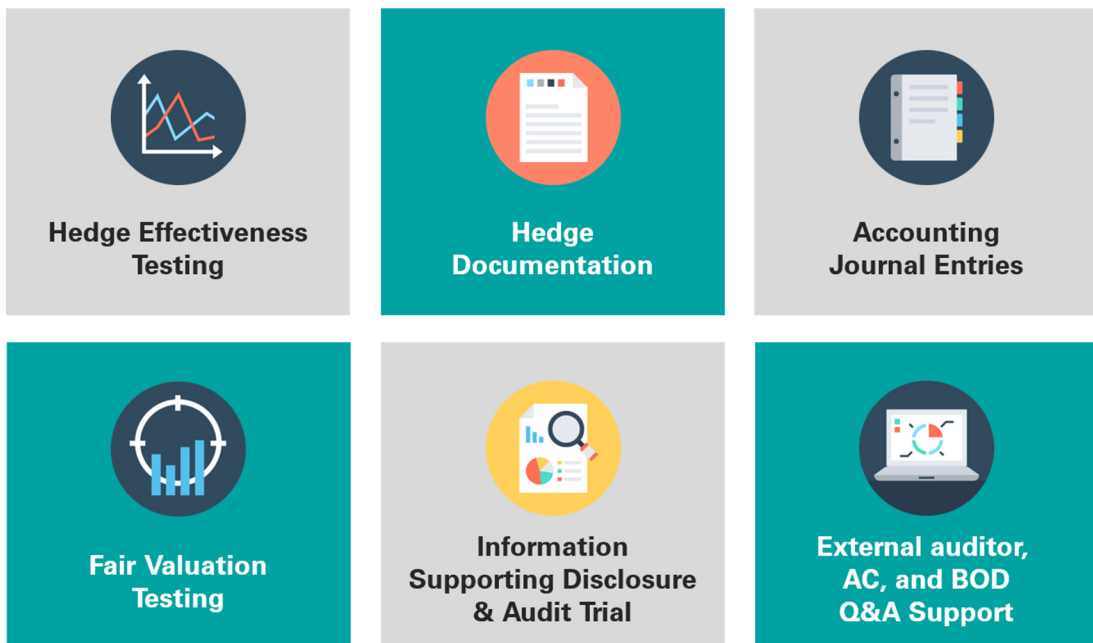 Hedge Effectiveness
Testing
Hedge
Documentation
Accounting
Journal Entries
Fair Valuation
Testing
Information
Supporting Disclosure
& Audit Trial
External auditor,
AC, and BOD
Q&A Support